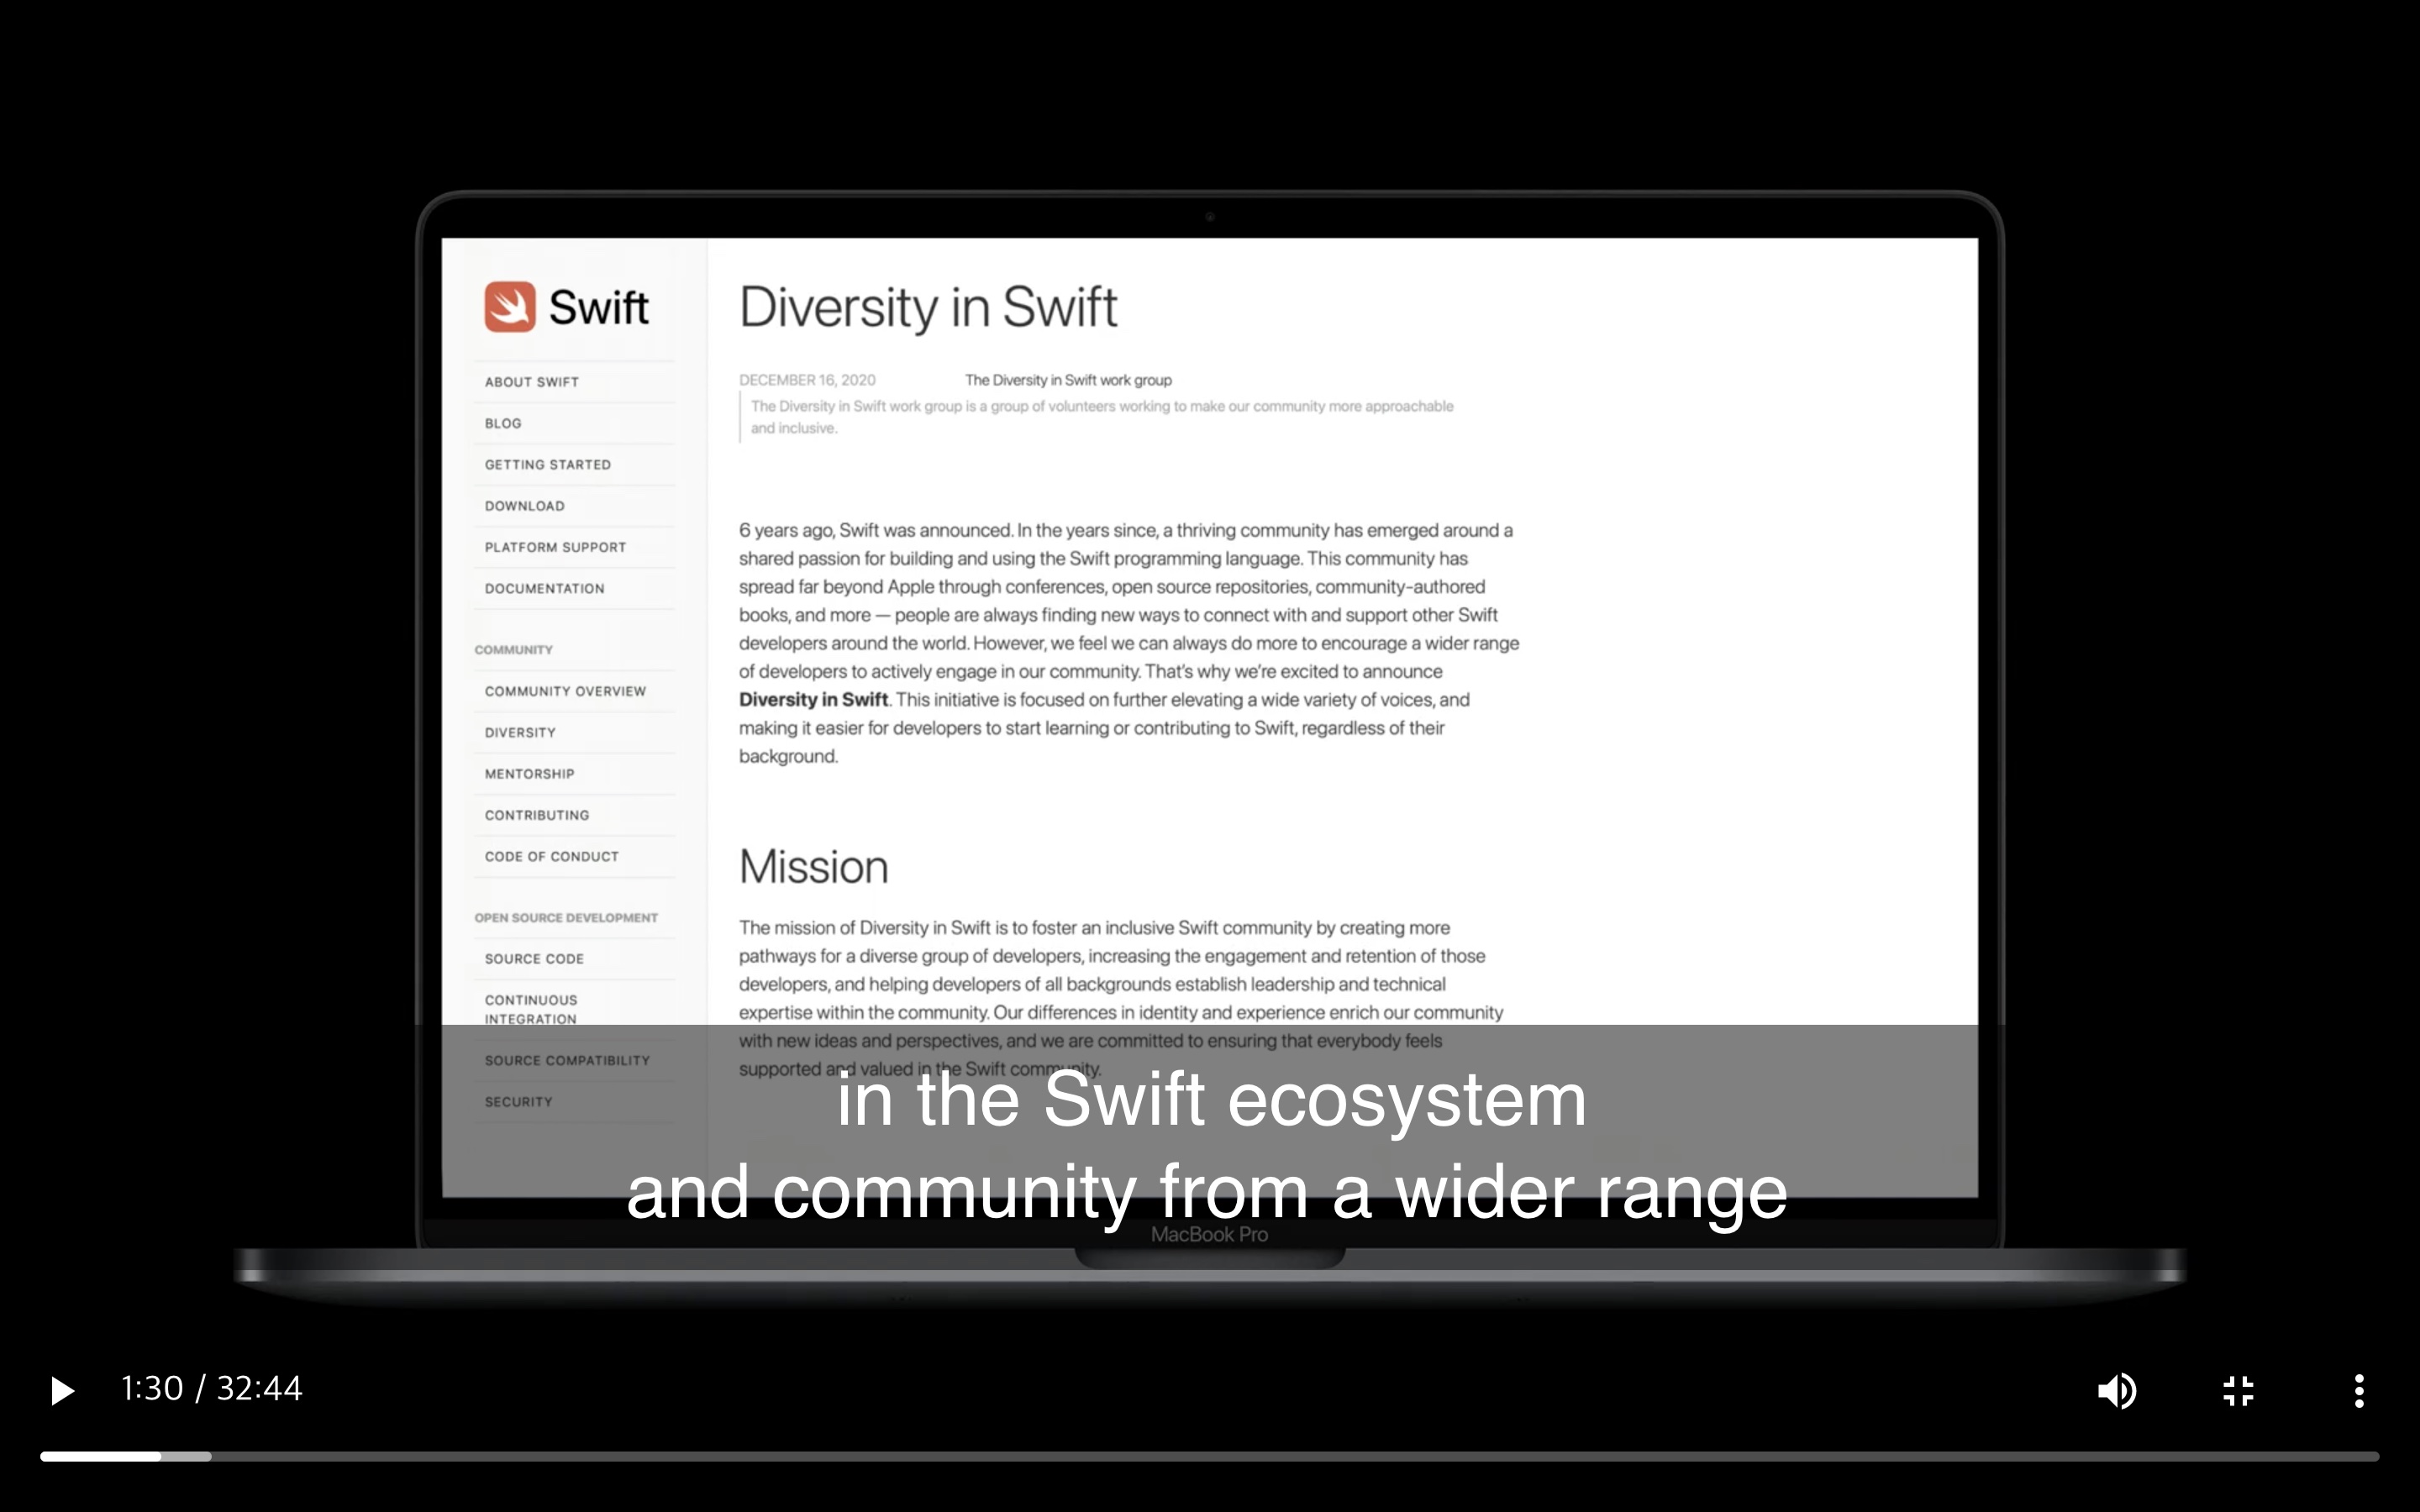 Swift
ABOUT SWIFT
BLOG
GETTING STARTED
DOWNLOAD
PLATFORM SUPPORT
DOCUMENTATION
COMMUNITY
COMMUNITY OVERVIEW
DIVERSITY
MENTORSHIP
CONTRIBUTING
CODE OF CONDUCT
OPEN SOURCE DEVELOPMENT
SOURCE CODE
CONTINUOUS
INTEGRATION
SOURCE COMPATIBILITY
SECURITY
Diversity in Swift
DECEMBER 16, 2020 The Diversity in Swift work group
The Diversity in Swift work group is a group of volunteers working to make our community more approachable
and inclusive.
6 years ago, Swift was announced. In the years since, a thriving community has emerged around a
shared passion for building and using the Swift programming language. This community has
spread far beyond Apple through conferences, open source repositories, community-authored
books, and more — people are always finding new ways to connect with and support other Swift
developers around the world. However, we feel we can always do more to encourage a wider range
of developers to actively engage in our community. That's why we're excited to announce
Diversity in Swift. This initiative is focused on further elevating a wide variety of voices, and
making it easier for developers to start learning or contributing to Swift, regardless of their
background.
Mission
The mission of Diversity in Swift is to foster an inclusive Swift community by creating more
pathways for a diverse group of developers, increasing the engagement and retention of those
developers, and helping developers of all backgrounds establish leadership and technical
expertise within the community. Our differences in identity and experience enrich our community
with new ideas and perspectives, and we are committed to ensuring that everybody feels
supported and valued in the Swift community.
in the Swift ecosystem
and community from a wider range
MacBook Pro
1:30 / 32:44